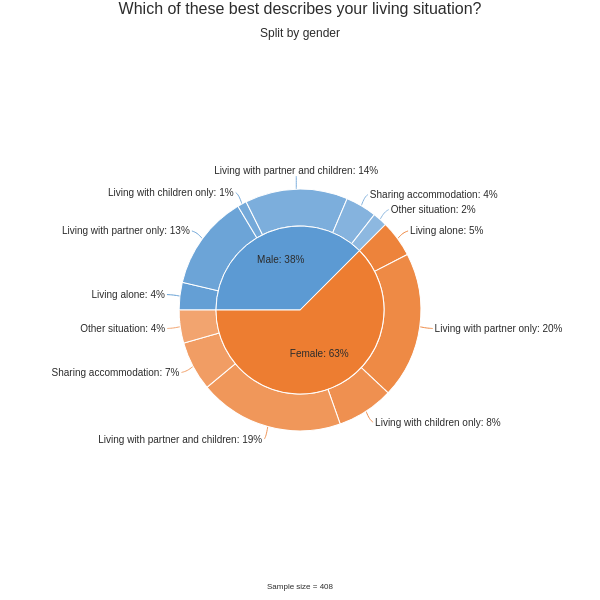 Which of these best describes your living situation?
Split by gender
Living with partner and children: 14%
Living with children only: 1%
Sharing accommodation: 4%
Other situation: 2%
Living with partner only: 13%
Living alone: 5%
Male: 38%
Living alone: 4%
Other situation: 4%
Living with partner only: 20%
Female: 63%
Sharing accommodation: 7%
Living with children only: 8%
Living with partner and children: 19%
Sample size = 408